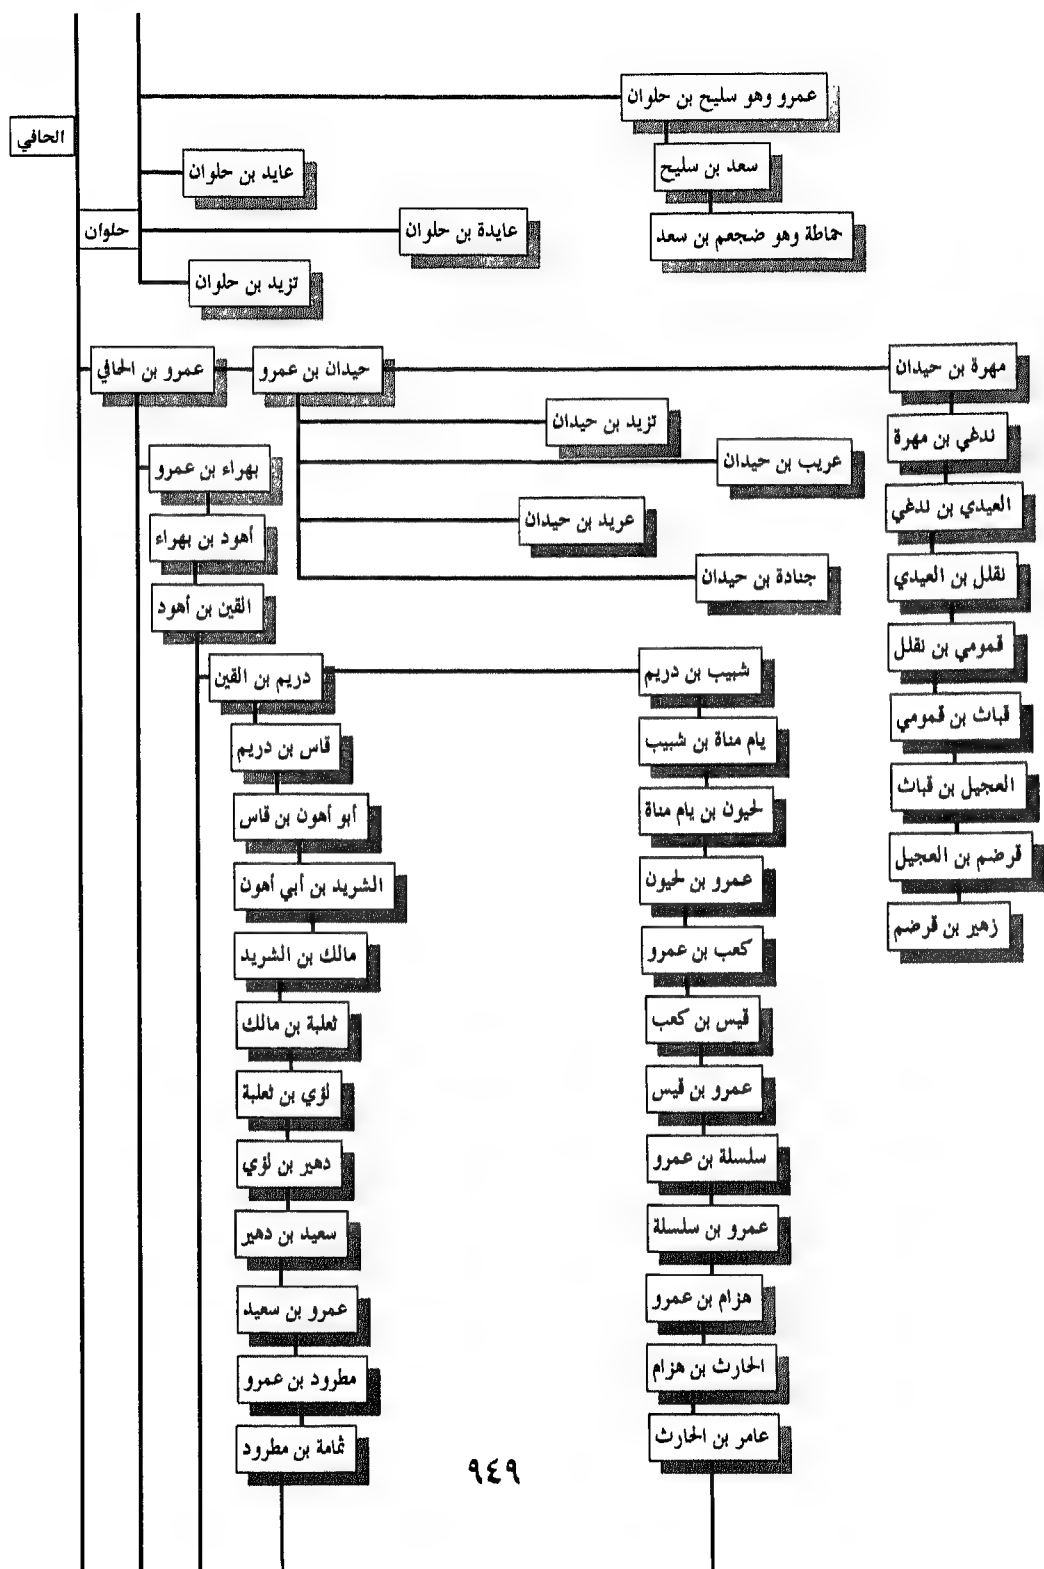 عمرو وهو سليح بن حلوان
الحافي
سعد بن سليح
عايد بن حلوان
حماطة وهو ضجعم بن سعد
عايدة بن حلوان
حلوان
تزيد بن حلوان
مهرة بن حيدان
حيدان بن عمرو
عمرو بن الحافي
تزيد بن حيدان
ندغي بن مهرة
عريب بن حيدان
بهراء بن عمرو
العيدي بن ندغي
عريد بن حيدان
أهود بن بهراء
نقلل بن العيدي
جنادة بن حيدان
القين بن أهود
قمومي بن نقلل
شبيب بن دريم
دريم بن القين
قباث بن قمومي
يام مناة بن شبيب
قاس بن دريم
العجيل بن قباث
لحيون بن يام مناة
أبو أهون بن قاس
قرضم بن العجيل
عمرو بن لحيون
الشريد بن أبي أهون
زهير بن قرضم
كعب بن عمرو
مالك بن الشريد
قيس بن كعب
ثعلبة بن مالك
عمرو بن قيس
لؤي بن ثعلبة
سلسلة بن عمرو
دهير بن لؤي
عمرو بن سلسلة
سعيد بن دهير
هزام بن عمرو
عمرو بن سعيد
الحارث بن هزام
مطرود بن عمرو
عامر بن الحارث
ثمامة بن مطرود
٩٤٩